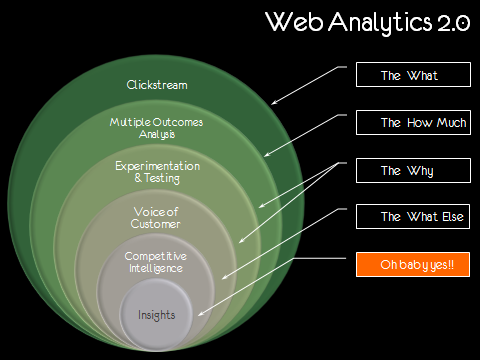 Web Analytics 2.0
Clickstream
Multiple Outcomes
Analysis
Experimentation
& Testing
Voice of
Customer
Competitive
Intelligence
Insights
The What
The How Much
The Why
The What Else
Oh baby yes!!